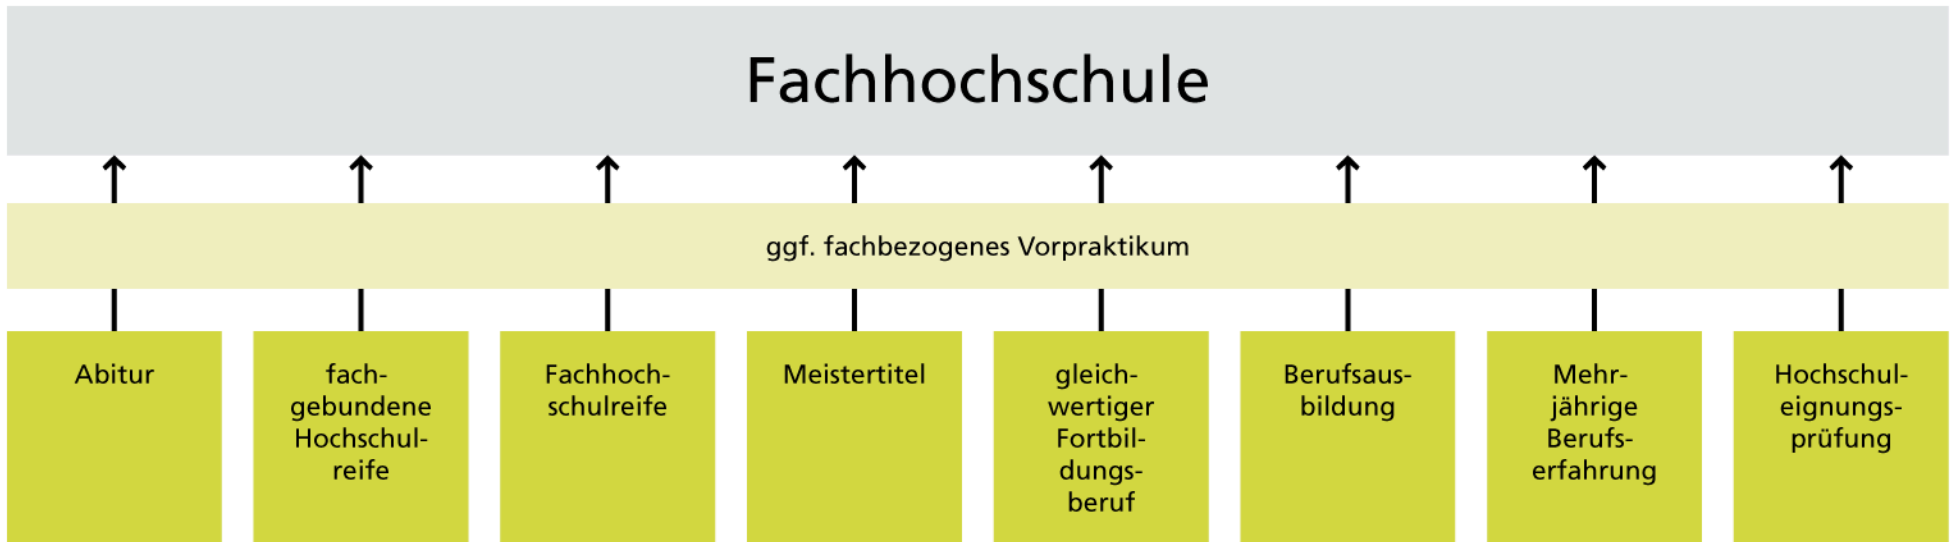 Fachhochschule
ggf. fachbezogenes Vorpraktikum
Abitur
fach-
gebundene
Hochschul-
reife
Fachhoch-
schulreife
Meistertitel
gleich-
wertiger
Fortbil-
dungs-
beruf
Berufsaus-
bildung
Mehr-
jährige
Berufs-
erfahrung
Hochschul-
eignungs-
prüfung